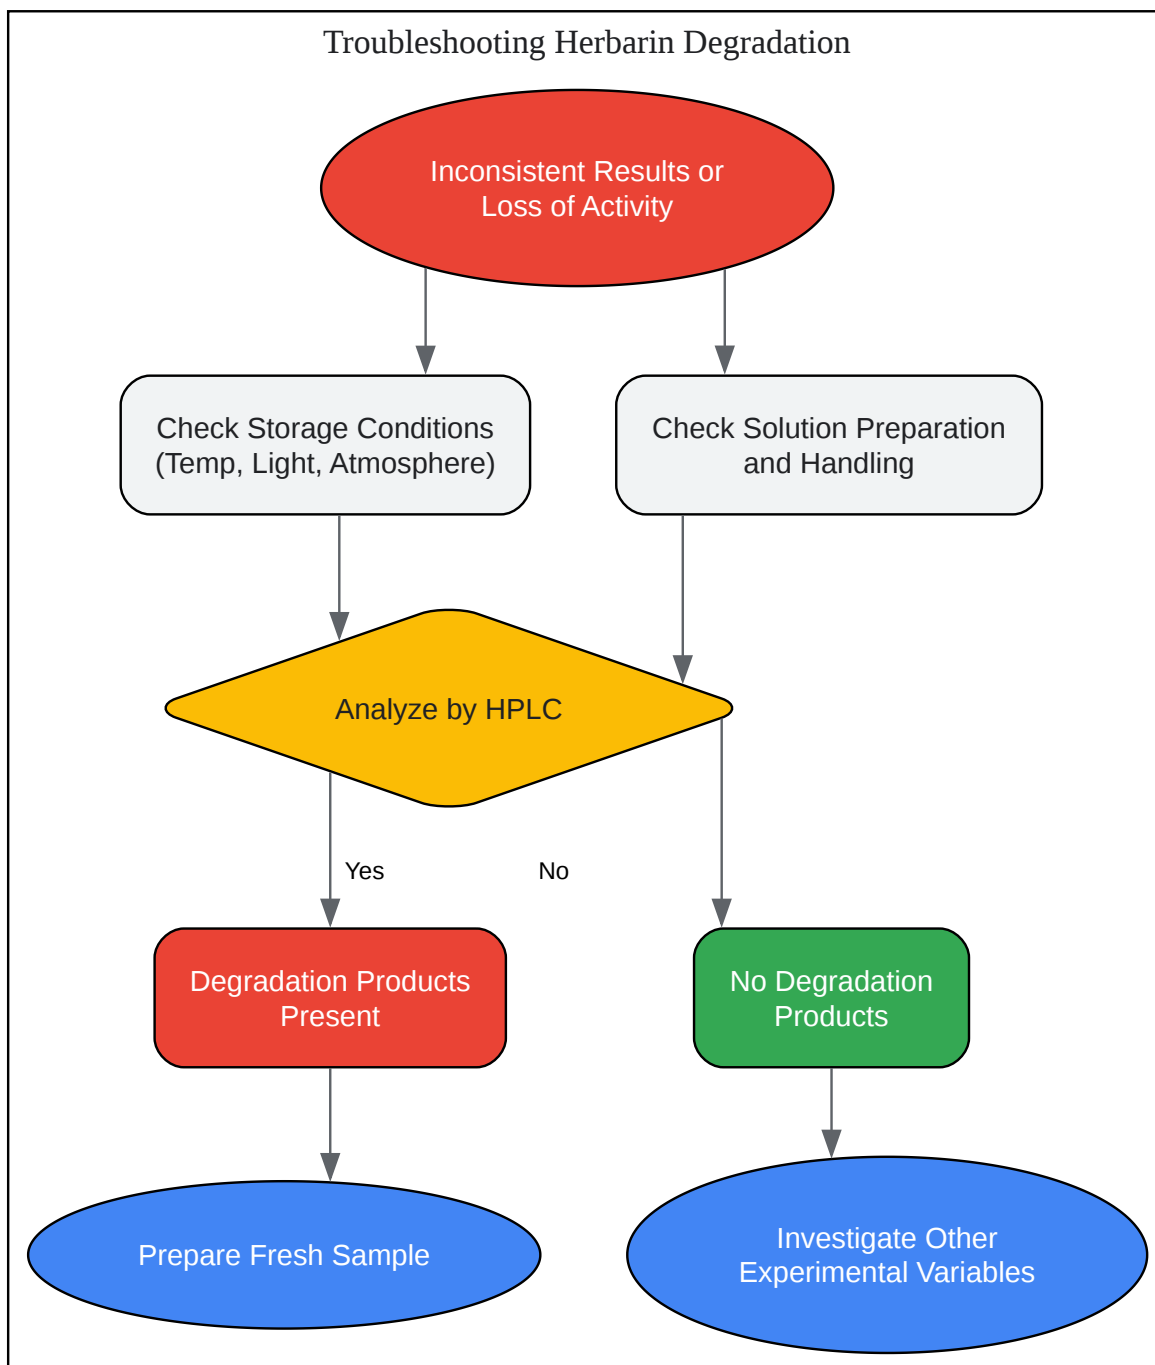 Troubleshooting Herbarin Degradation
Inconsistent Results or
Loss of Activity
Check Storage Conditions
(Temp, Light, Atmosphere)
Check Solution Preparation
and Handling
Analyze by HPLC
Yes
No
Degradation Products
Present
No Degradation
Products
Prepare Fresh Sample
Investigate Other
Experimental Variables